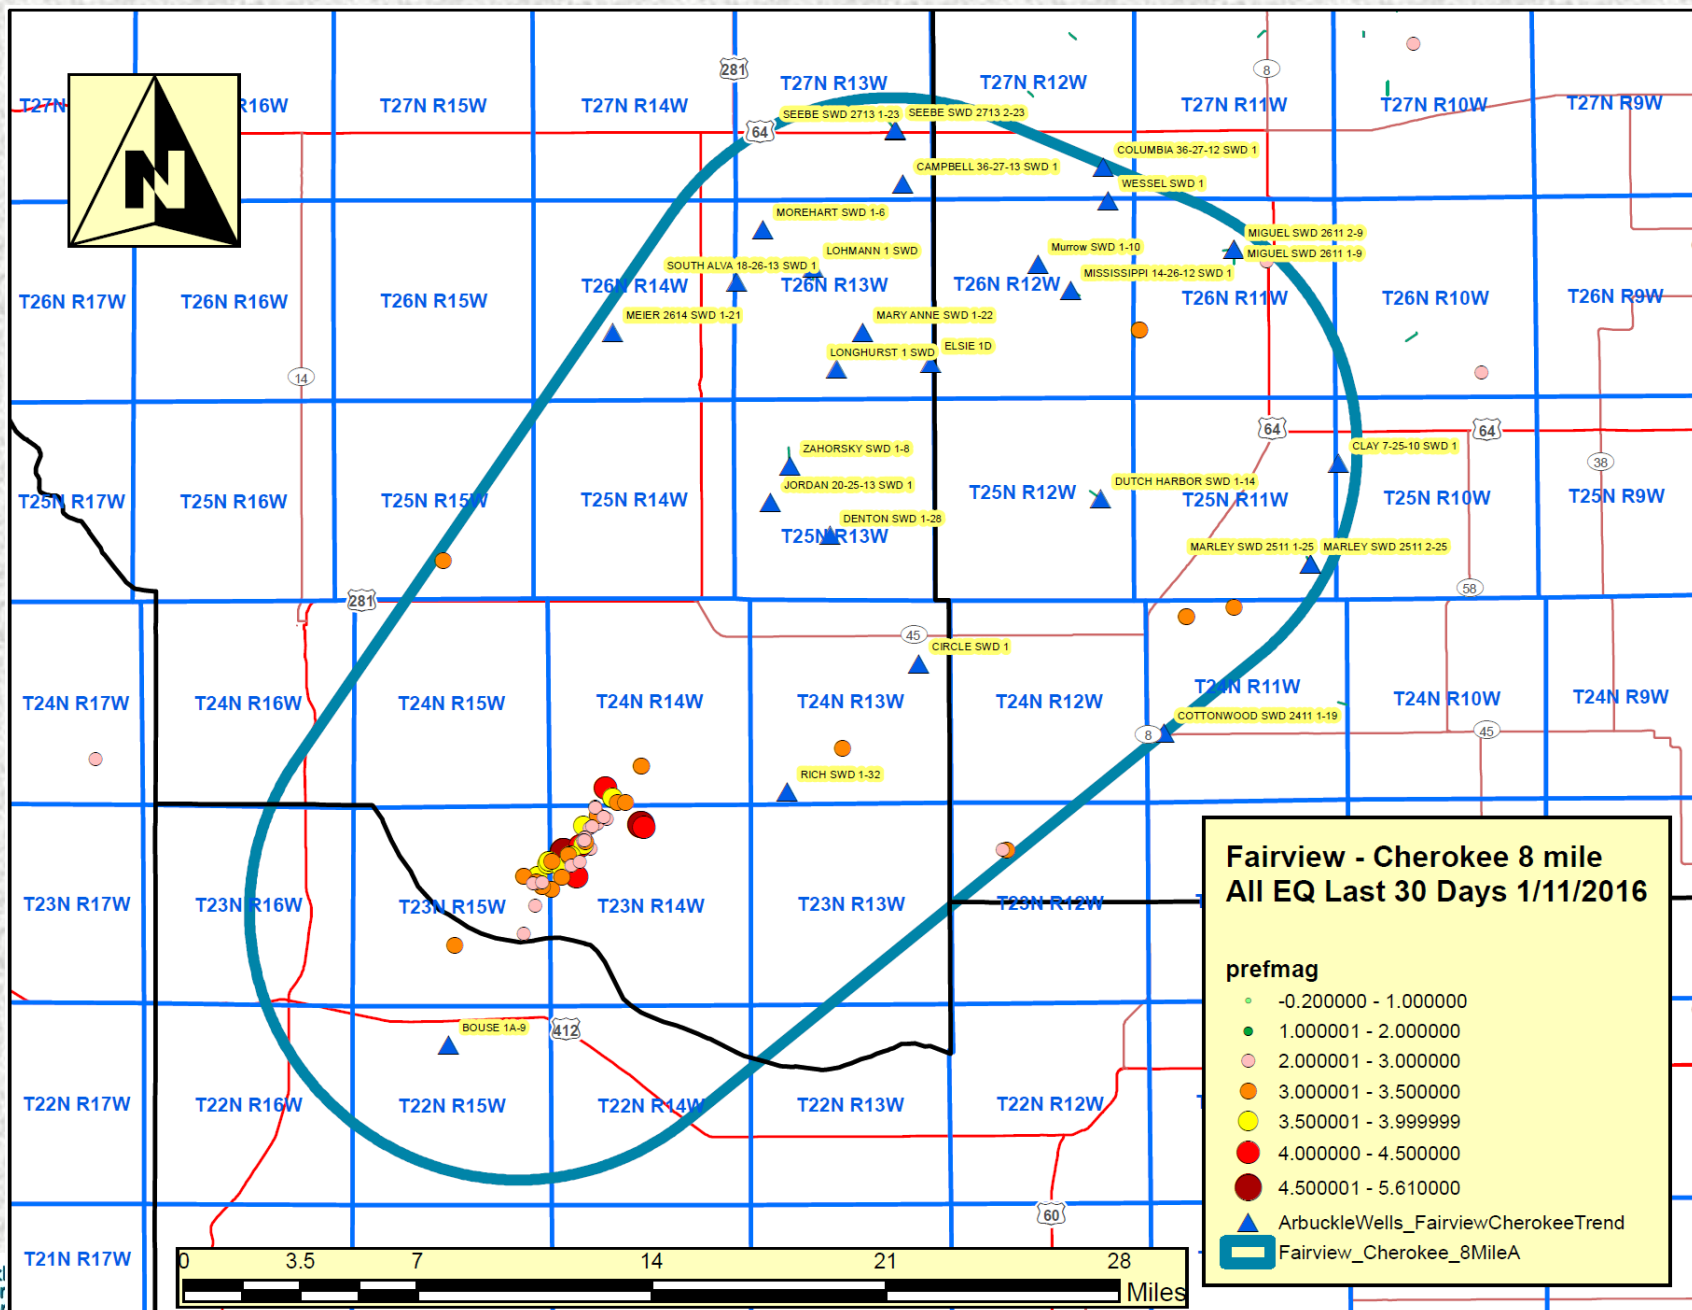 281
T27N R13W
T27N R12W
8
T27N
R16W
T27N R15W
T27N R14W
T27N R11W
T27N R10W
T27N R9W
SEEBE SWD 2713 1-23
SEEBE SWD 2713 2-23
64
N
COLUMBIA 36-27-12 SWD 1
CAMPBELL 36-27-13 SWD 1
WESSEL SWD 1
MOREHART SWD 1-6
MIGUEL SWD 2611 2-9
LOHMANN 1 SWD
Murrow SWD 1-10
MIGUEL SWD 2611 1-9
SOUTH ALVA 18-26-13 SWD 1
MISSISSIPPI 14-26-12 SWD 1
T26N R17W
T26N R16W
T26N R15W
T26N R14W
T26N R13W
T26N R12W
T26N R11W
T26N R10W
T26N R9W
MEIER 2614 SWD 1-21
MARY ANNE SWD 1-22
LONGHURST 1 SWD
ELSIE 1D
14
64
64
ZAHORSKY SWD 1-8
CLAY 7-25-10 SWD 1
38
JORDAN 20-25-13 SWD 1
DUTCH HARBOR SWD 1-14
T25N R17W
T25N R16W
T25N R15W
T25N R14W
T25N R12W
T25N R11W
T25N R10W
T25N R9W
DENTON SWD 1-28
T25N R13W
MARLEY SWD 2511 1-25
MARLEY SWD 2511 2-25
58
281
45
CIRCLE SWD 1
T24N R17W
T24N R16W
T24N R15W
T24N R14W
T24N R13W
T24N R12W
T24N R11W
T24N R10W
T24N R9W
COTTONWOOD SWD 2411 1-19
8
45
RICH SWD 1-32
T23N R17W
T23N R16W
T23N R15W
T23N R14W
T23N R13W
T23N R12W
BOUSE 1A-9
412
T22N R17W
T22N R16W
T22N R15W
T22N R14W
T22N R13W
T22N R12W
60
T21N R17W
0 3.5 7 14 21 28
Miles
Fairview - Cherokee 8 mile
All EQ Last 30 Days 1/11/2016
prefmag
-0.200000 - 1.000000
1.000001 - 2.000000
2.000001 - 3.000000
3.000001 - 3.500000
3.500001 - 3.999999
4.000000 - 4.500000
4.500001 - 5.610000
ArbuckleWells_FairviewCherokeeTrend
Fairview_Cherokee_8MileA